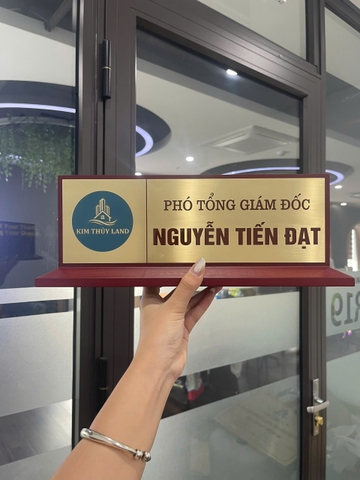 KIM THỦY LAND
PHÓ TỔNG GIÁM ĐỐC
NGUYỄN TIẾN ĐẠT